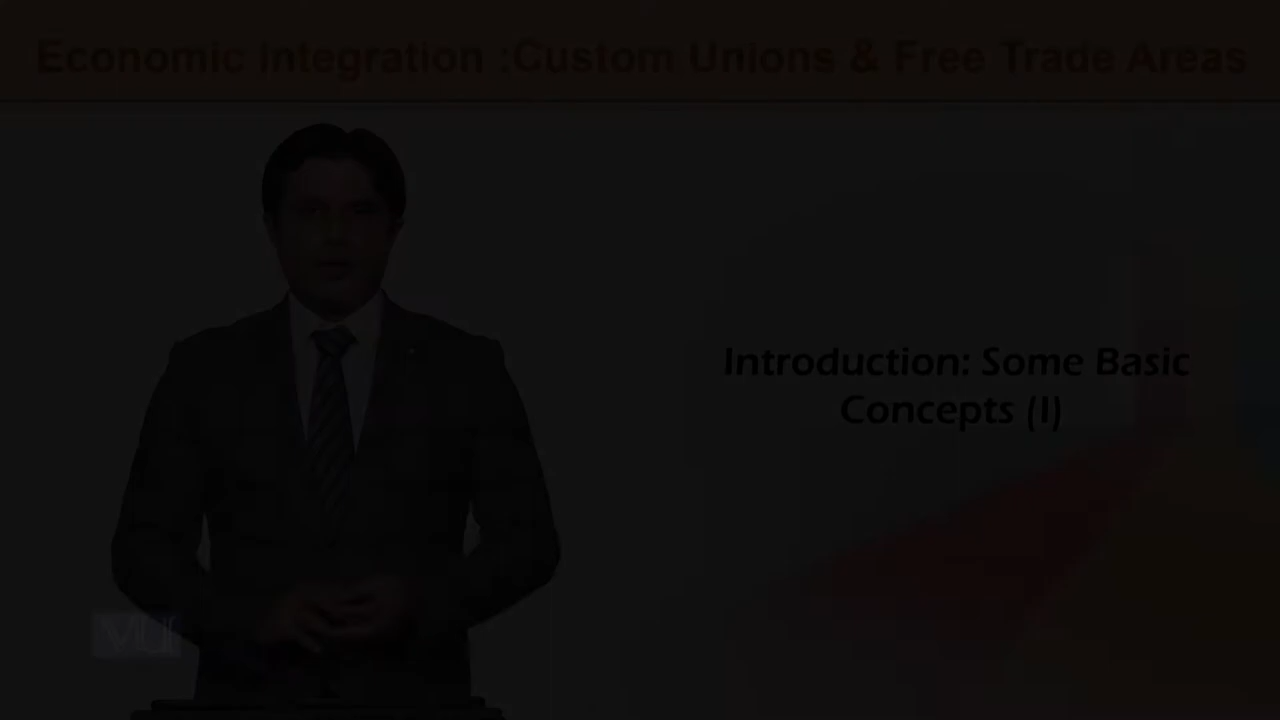 Economic Integration :Custom Unions & Free Trade Areas
Introduction: Some Basic
Concepts (I)